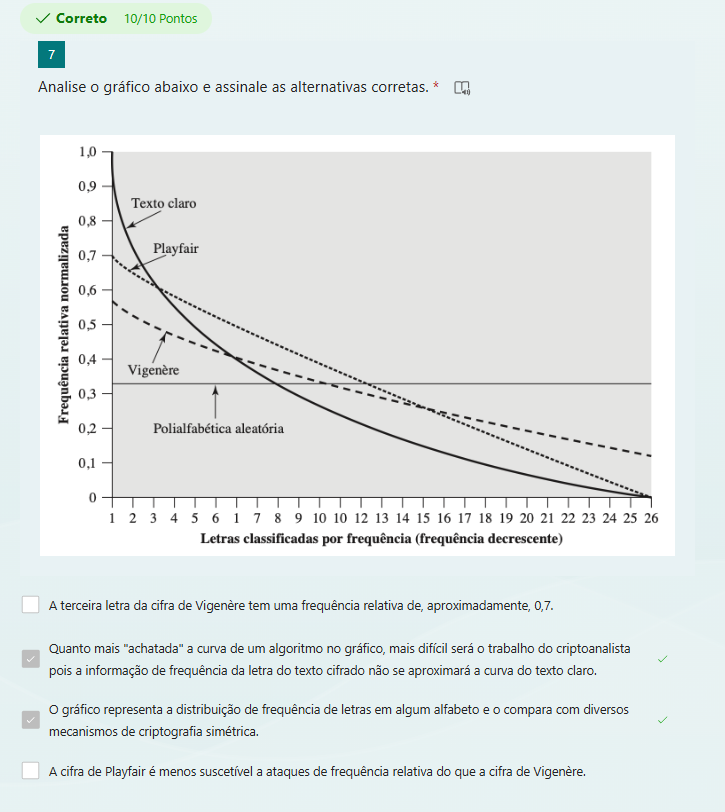 Correto 10/10 Pontos
7
Analise o gráfico abaixo e assinale as alternativas corretas. *
1,0
0,9
0,8
0,7
0,6
0,5
0,4
0,3
0,2
0,1
0
Frequência relativa normalizada
Texto claro
Playfair
Vigenère
Polialfabética aleatória
1 2 3 4 5 6 1 7 8 9 10 10 12 13 14 15 16 17 18 19 20 21 22 23 24 25 26
Letras classificadas por frequência (frequência decrescente)
A terceira letra da cifra de Vigenère tem uma frequência relativa de, aproximadamente, 0,7.
Quanto mais "achatada" a curva de um algoritmo no gráfico, mais difícil será o trabalho do criptoanalista
pois a informação de frequência da letra do texto cifrado não se aproximará a curva do texto claro.
O gráfico representa a distribuição de frequência de letras em algum alfabeto e o compara com diversos
mecanismos de criptografia simétrica.
A cifra de Playfair é menos suscetível a ataques de frequência relativa do que a cifra de Vigenère.